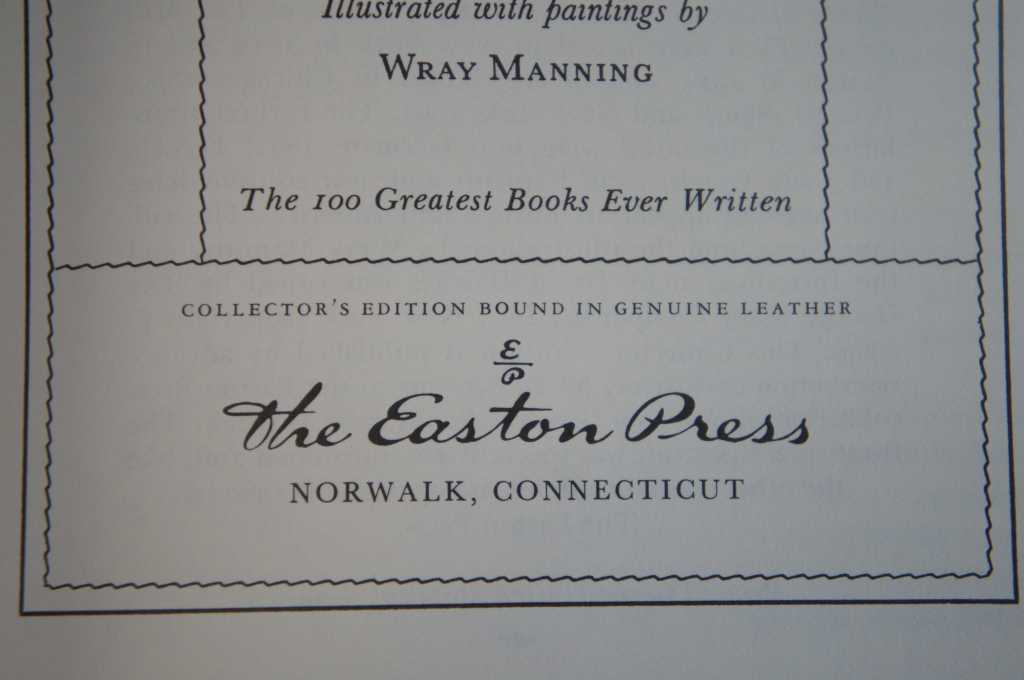 Illustrated with paintings by
WRAY MANNING
The 100 Greatest Books Ever Written
COLLECTOR'S EDITION BOUND IN GENUINE LEATHER
E
P
The Easton Press
NORWALK, CONNECTICUT